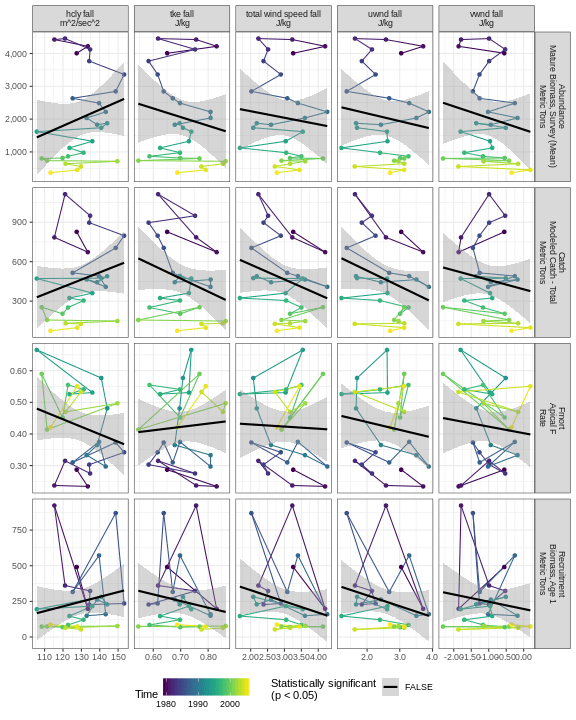 hcly fall
m^2/sec^2
tke fall
J/kg
total wind speed fall
J/kg
uwnd fall
J/kg
vwnd fall
J/kg
4,000
3,000
2,000
1,000
Abundance
Mature Biomass, Survey (Mean)
Metric Tons
900
600
300
Catch
Modeled Catch - Total
Metric Tons
0.60
0.50
0.40
0.30
Fmort
Apical F
Rate
750
500
250
0
Recruitment
Biomass, Age 1
Metric Tons
110 120 130 140 150
0.60 0.70 0.80
2.00 2.50 3.00 3.50 4.00
2.0 3.0 4.0
-2.00 -1.50 -1.00 -0.50 0.00
Time
1980 1990 2000
Statistically significant
(p < 0.05)
FALSE